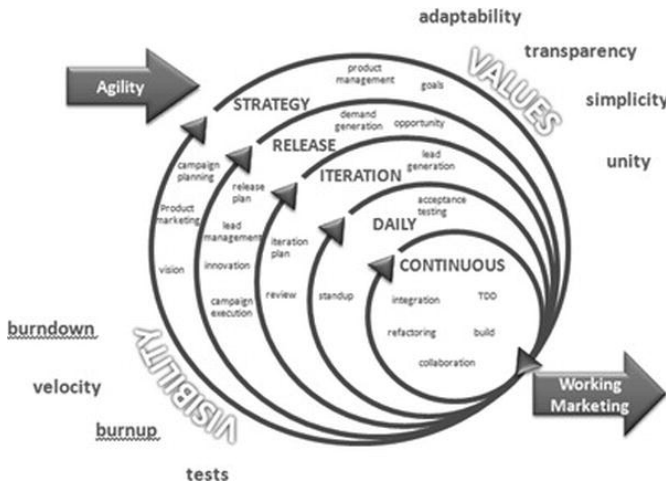 adaptability
transparency
simplicity
unity
VALUES
Agility
STRATEGY
product
management
goals
campaign
planning
Product
marketing
vision
RELEASE
demand
generation
opportunity
release
plan
lead
management
innovation
campaign
execution
ITERATION
lead
generation
iteration
plan
review
DAILY
acceptance
testing
standup
CONTINUOUS
integration
TDD
refactoring
build
collaboration
VISIBILITY
burndown
velocity
burnup
tests
Working
Marketing